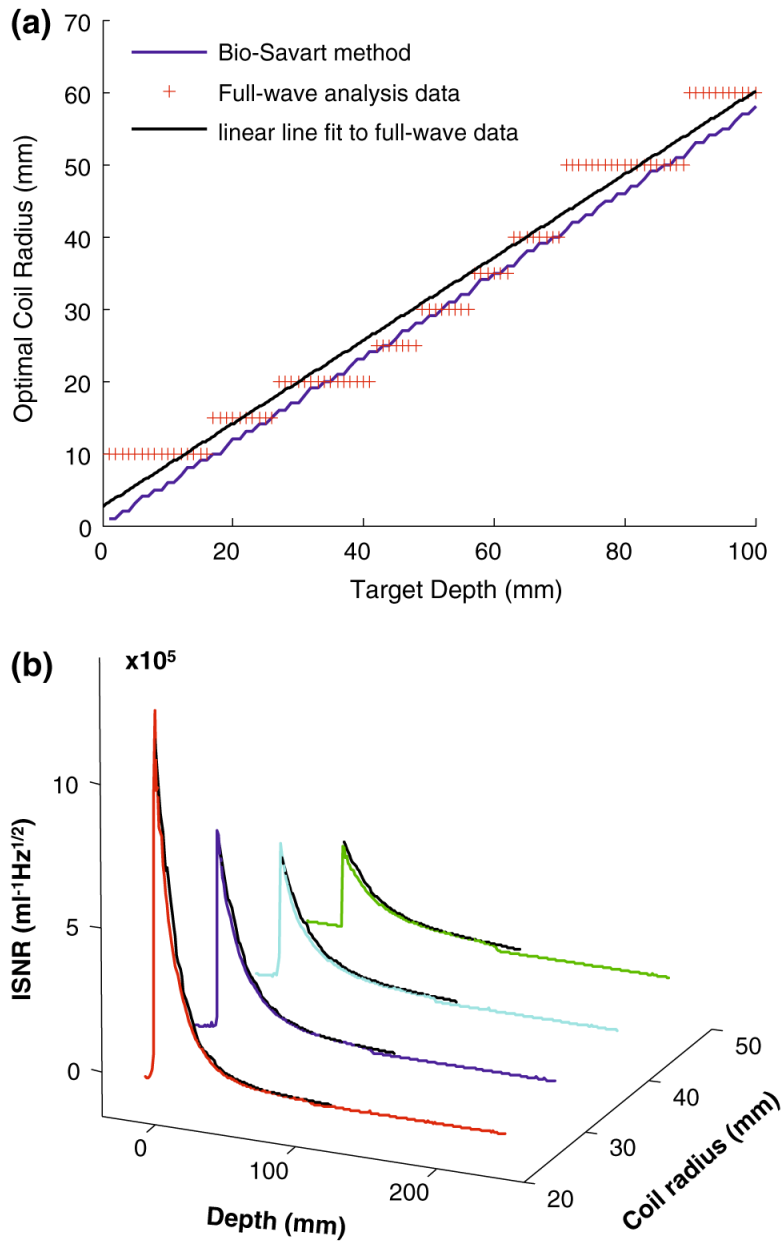 (a)
70
60
50
40
30
20
10
0
Optimal Coil Radius (mm)
Bio-Savart method
Full-wave analysis data
linear line fit to full-wave data
0 20 40 60 80 100
Target Depth (mm)
(b)
x10⁵
10
5
0
ISNR (ml⁻¹Hz¹/²)
0 100 200
Depth (mm)
20 30 40 50
Coil radius (mm)